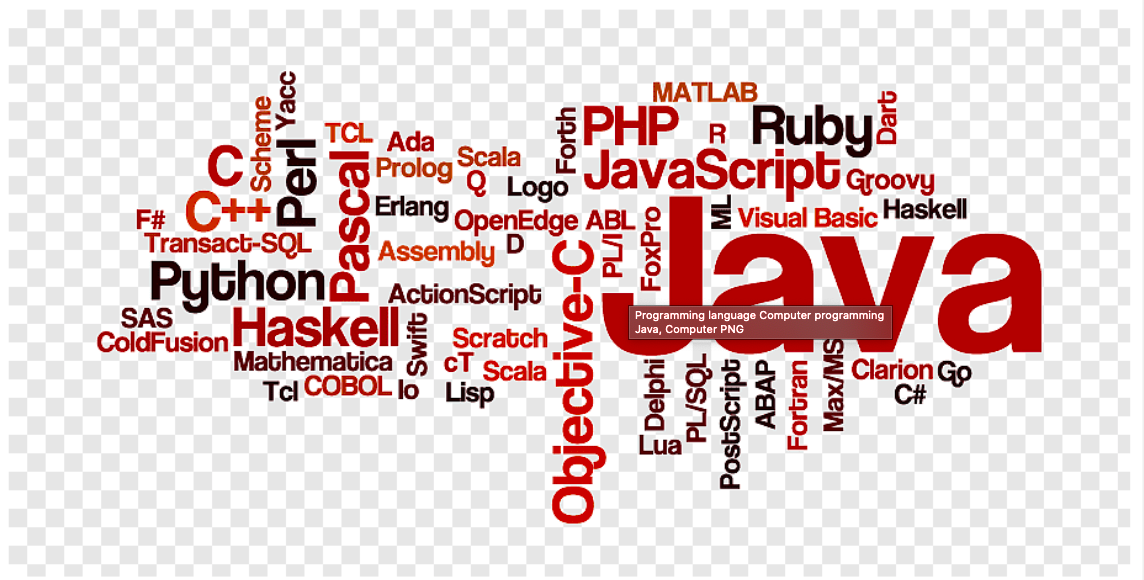 MATLAB
Yacc
Scheme
TCL
Ada
Forth
PHP
R
Ruby
Dart
C
Perl
Pascal
Prolog
Scala
Q
Logo
JavaScript
Groovy
F#
C++
Erlang
OpenEdge ABL
PL/I
FoxPro
ML
Visual Basic
Haskell
Transact-SQL
Assembly
D
Objective-C
Java
Python
ActionScript
SAS
ColdFusion
Haskell
Swift
Scratch
Programming language Computer programming
Java, Computer PNG
Mathematica
cT
Scala
Tcl
COBOL
Io
Lisp
Delphi
PL/SQL
PostScript
ABAP
Fortran
Max/MS
Clarion
Go
C#
Lua